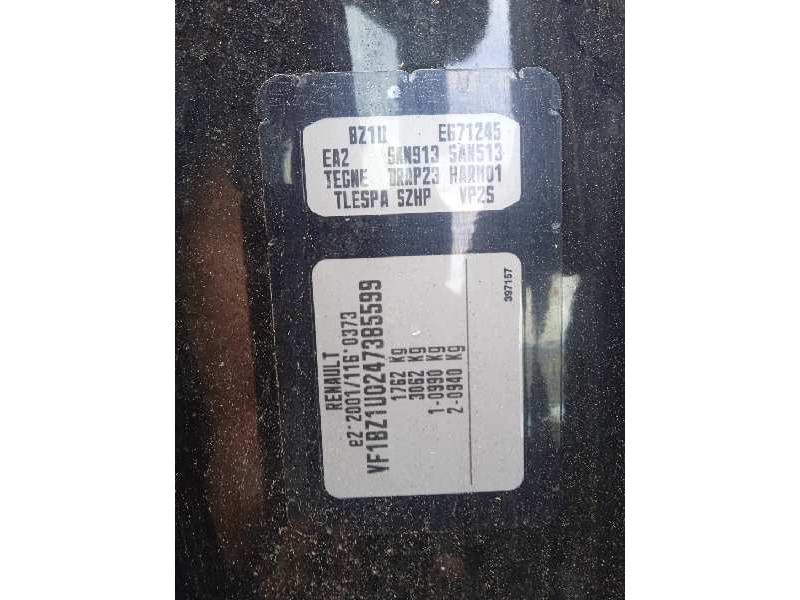 BZ1U E671245
EA2 SAN913 SAN513
TEGNE DRAP23 HARM01
TLESPA SZHP VP2S
RENAULT
e2*2001/116*0373
VF1BZ1U0247385599
1762 Kg
3062 Kg
1-0990 Kg
2-0940 Kg
397157